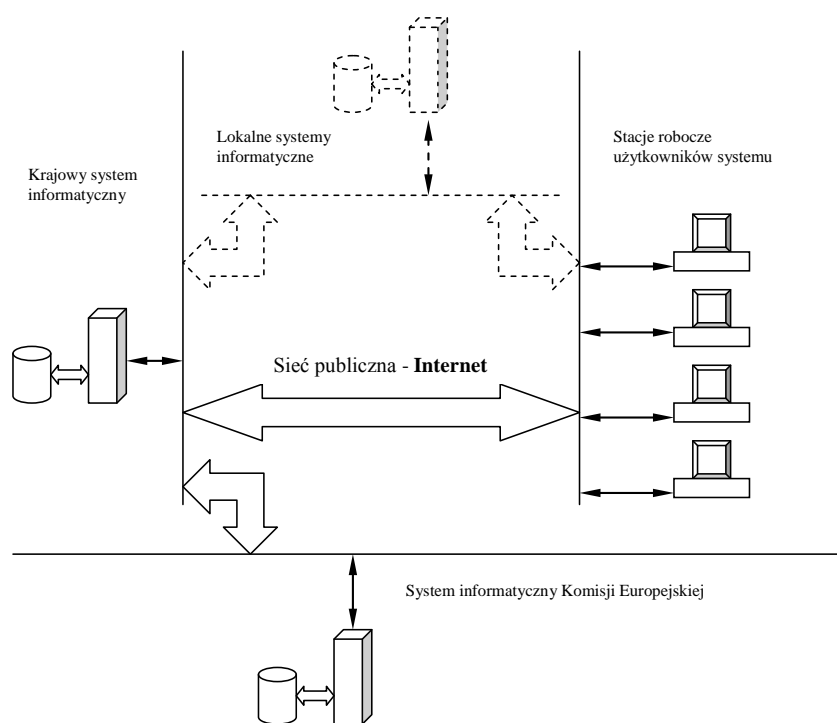 Lokalne systemy
informatyczne
Stacje robocze
użytkowników systemu
Krajowy system
informatyczny
Sieć publiczna - Internet
System informatyczny Komisji Europejskiej